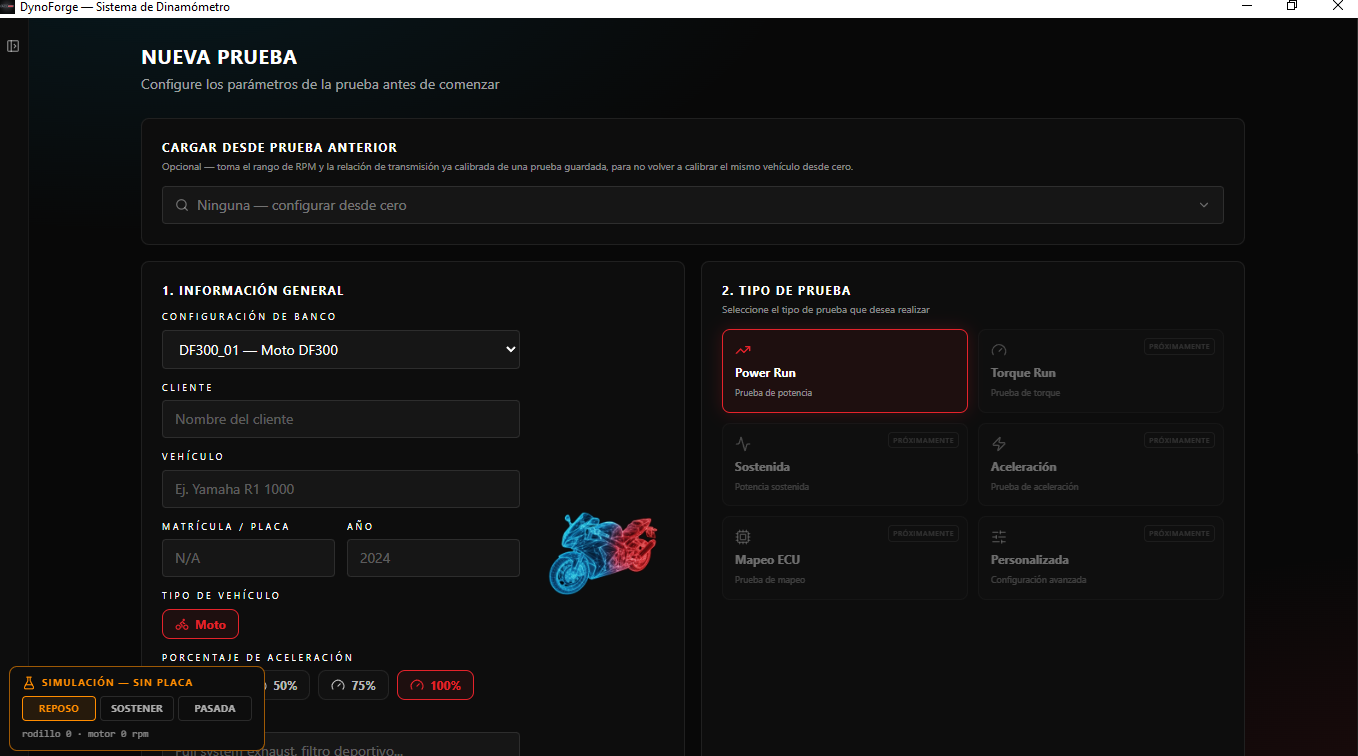 DynoForge — Sistema de Dinamómetro
NUEVA PRUEBA
Configure los parámetros de la prueba antes de comenzar
CARGAR DESDE PRUEBA ANTERIOR
Opcional — toma el rango de RPM y la relación de transmisión ya calibrada de una prueba guardada, para no volver a calibrar el mismo vehículo desde cero.
Ninguna — configurar desde cero
1. INFORMACIÓN GENERAL
CONFIGURACIÓN DE BANCO
DF300_01 — Moto DF300
CLIENTE
Nombre del cliente
VEHÍCULO
Ej. Yamaha R1 1000
MATRÍCULA / PLACA
AÑO
N/A
2024
TIPO DE VEHÍCULO
Moto
PORCENTAJE DE ACELERACIÓN
50%
75%
100%
Full system exhaust, filtro deportivo...
2. TIPO DE PRUEBA
Seleccione el tipo de prueba que desea realizar
Power Run
Prueba de potencia
PRÓXIMAMENTE
Torque Run
Prueba de torque
PRÓXIMAMENTE
Sostenida
Potencia sostenida
PRÓXIMAMENTE
Aceleración
Prueba de aceleración
PRÓXIMAMENTE
Mapeo ECU
Prueba de mapeo
PRÓXIMAMENTE
Personalizada
Configuración avanzada
SIMULACIÓN — SIN PLACA
REPOSO
SOSTENER
PASADA
rodillo 0 · motor 0 rpm